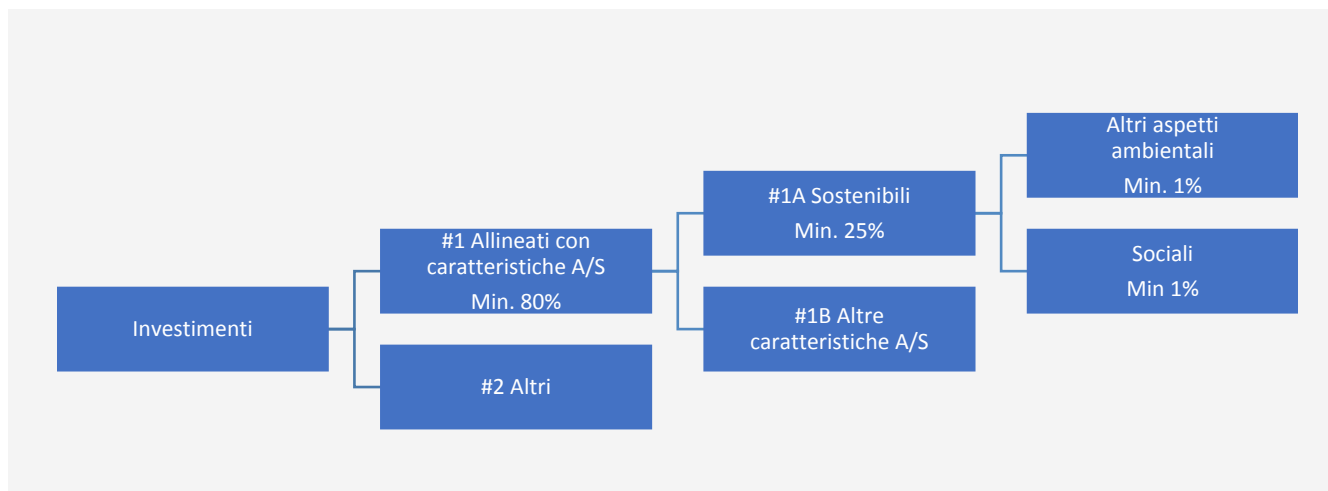 Investimenti
#1 Allineati con
caratteristiche A/S
Min. 80%
#2 Altri
#1A Sostenibili
Min. 25%
#1B Altre
caratteristiche A/S
Altri aspetti
ambientali
Min. 1%
Sociali
Min 1%